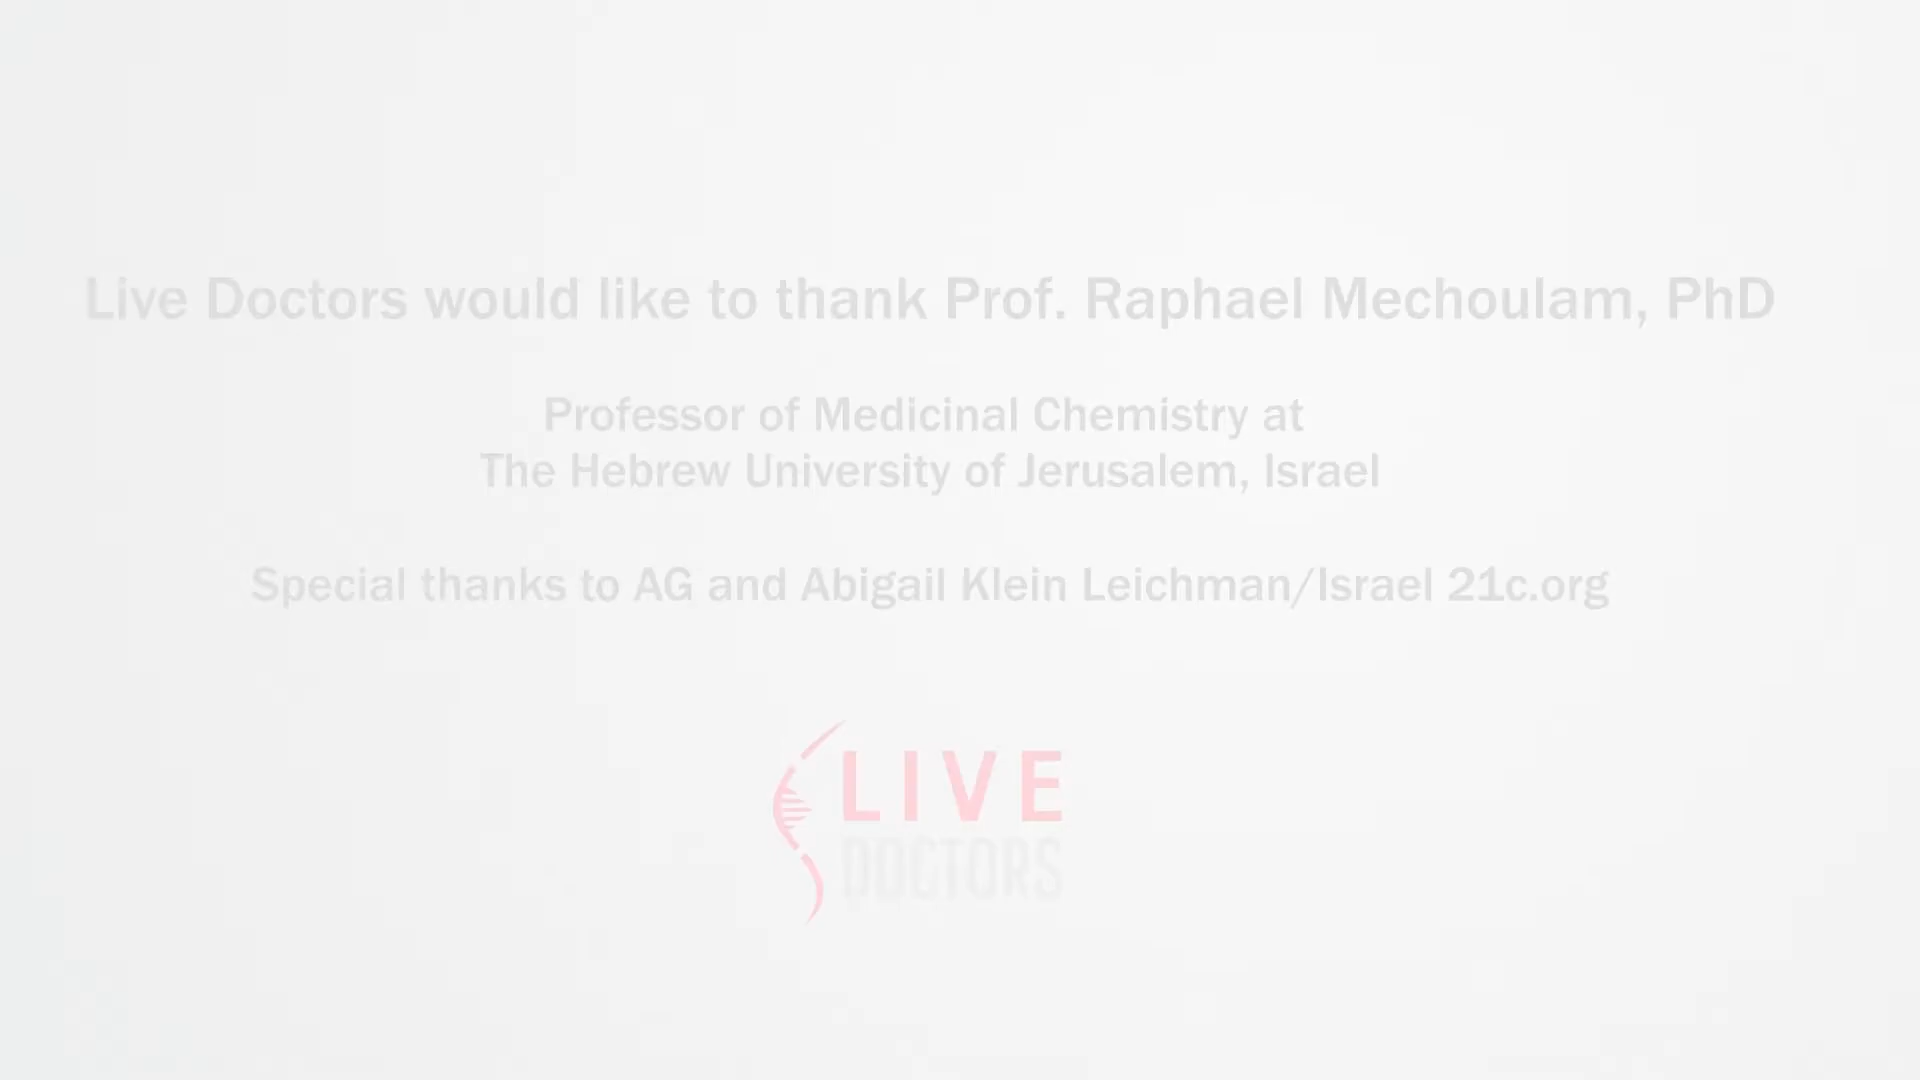 Live Doctors would like to thank Prof. Raphael Mechoulam, PhD
Professor of Medicinal Chemistry at
The Hebrew University of Jerusalem, Israel
Special thanks to AG and Abigail Klein Leichman/Israel 21c.org
LIVE
DOCTORS